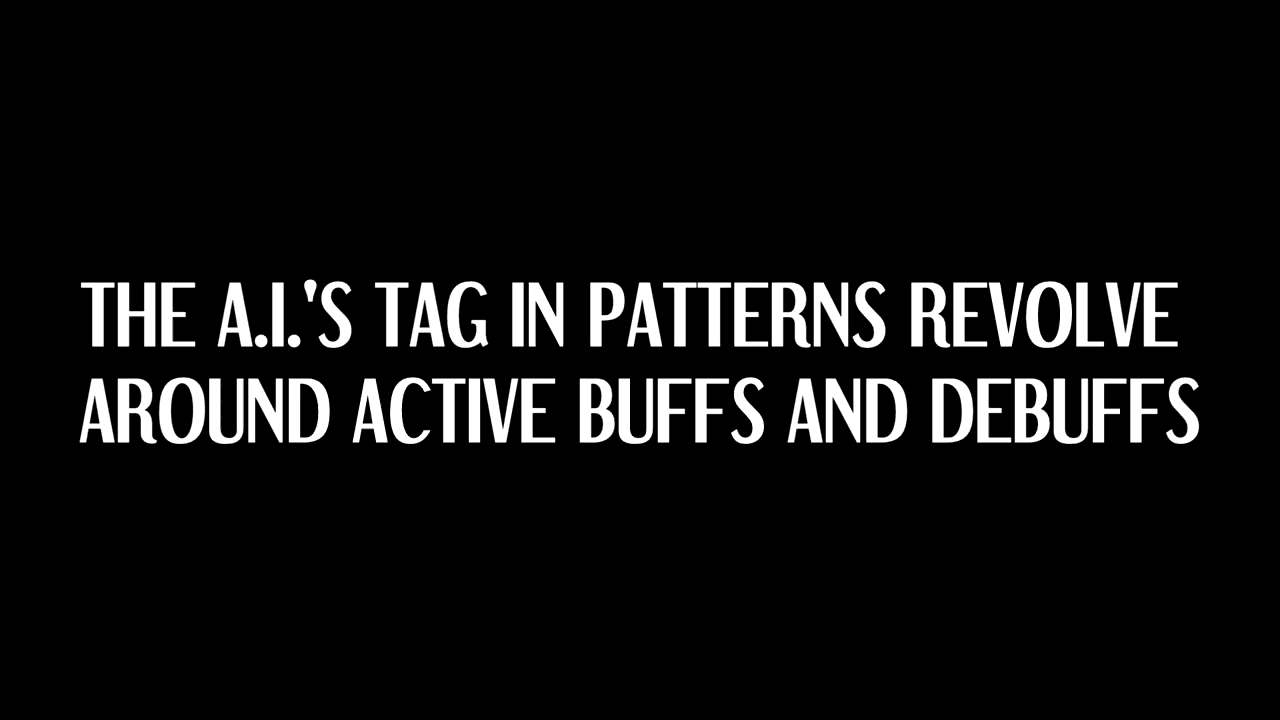 THE A.I.'S TAG IN PATTERNS REVOLVE
AROUND ACTIVE BUFFS AND DEBUFFS